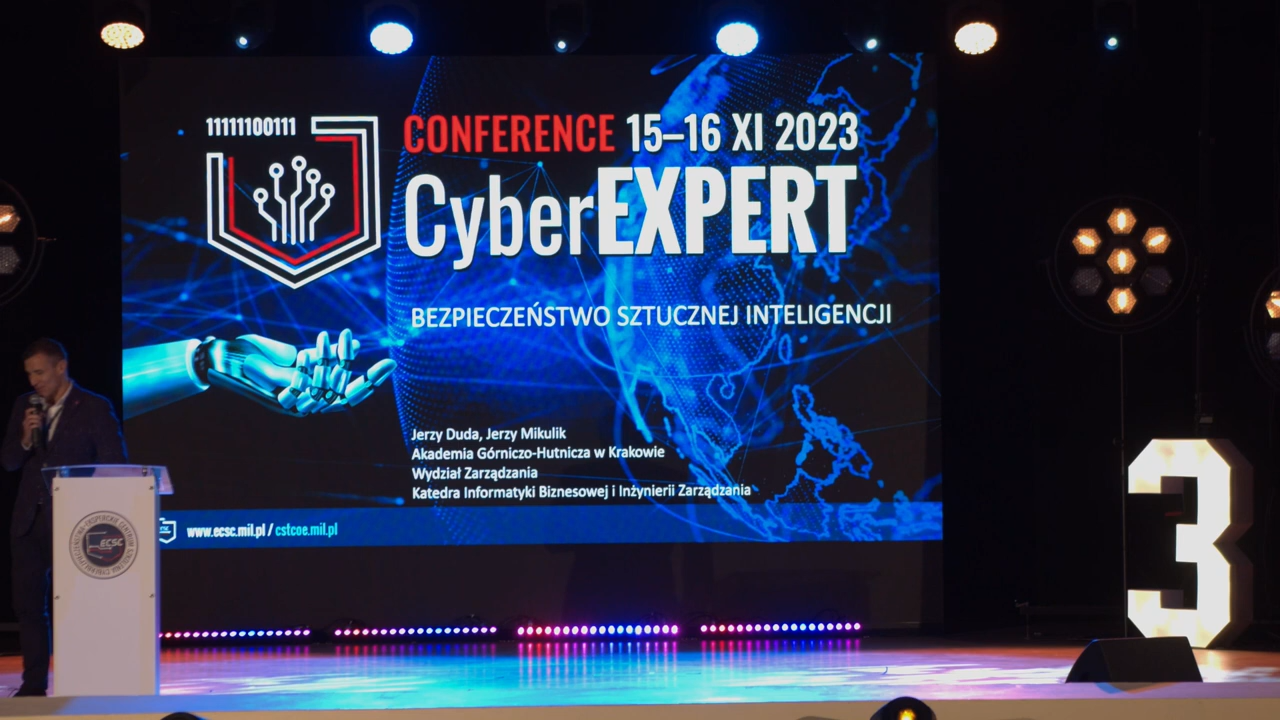 11111100111
CONFERENCE 15–16 XI 2023
CyberEXPERT
BEZPIECZEŃSTWO SZTUCZNEJ INTELIGENCJI
Jerzy Duda, Jerzy Mikulik
Akademia Górniczo-Hutnicza w Krakowie
Wydział Zarządzania
Katedra Informatyki Biznesowej i Inżynierii Zarządzania
www.ecsc.mil.pl / cstcoe.mil.pl
ECSC
3